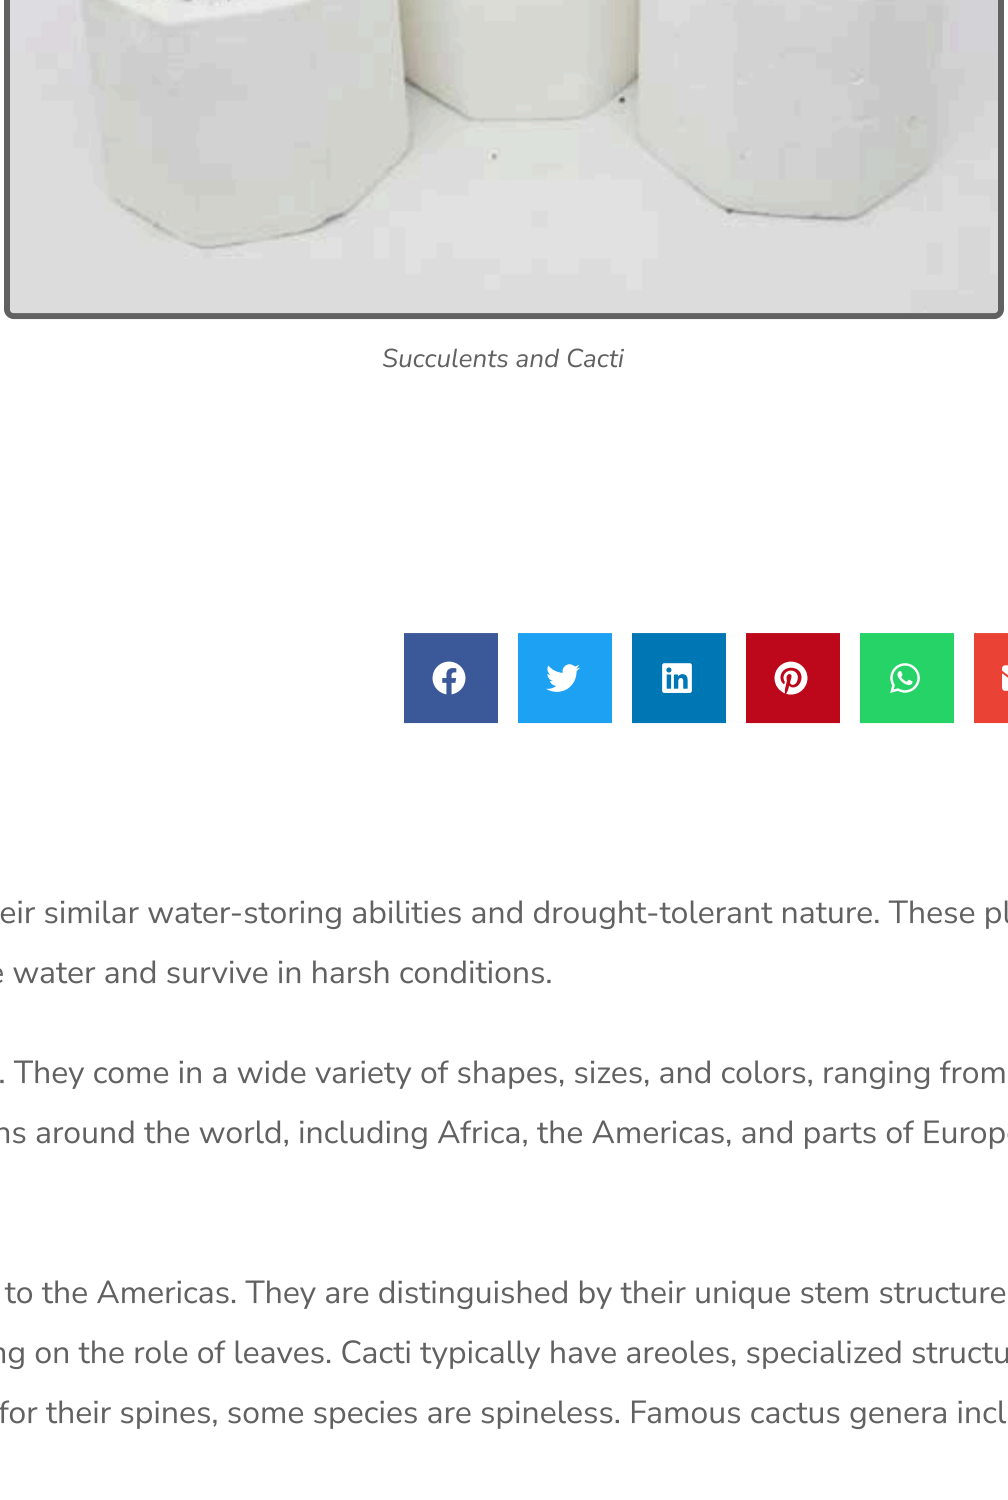 Succulents and Cacti
eir similar water-storing abilities and drought-tolerant nature. These pl
e water and survive in harsh conditions.
. They come in a wide variety of shapes, sizes, and colors, ranging from
ns around the world, including Africa, the Americas, and parts of Europe
to the Americas. They are distinguished by their unique stem structure
ng on the role of leaves. Cacti typically have areoles, specialized structu
for their spines, some species are spineless. Famous cactus genera incl